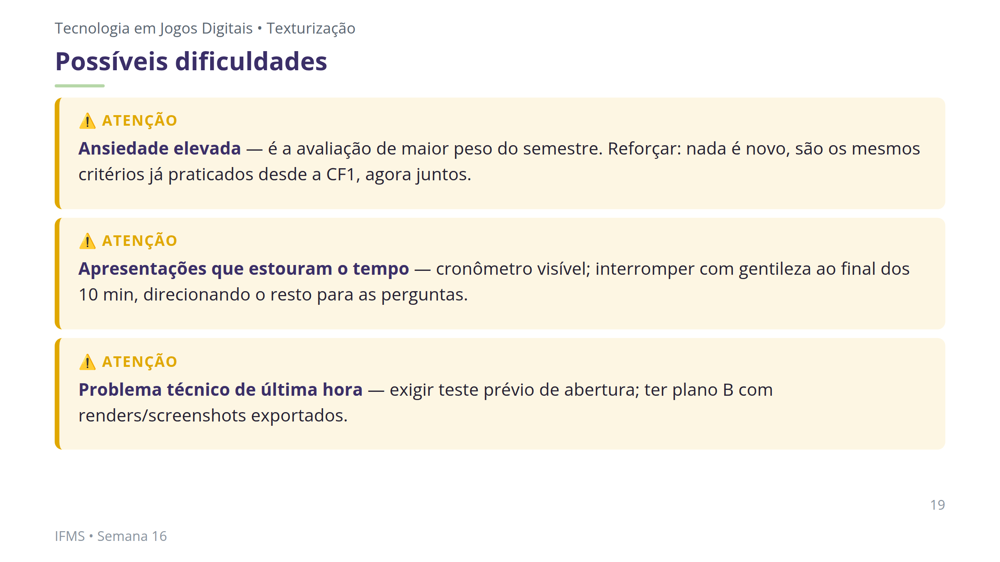 Tecnologia em Jogos Digitais • Texturização
Possíveis dificuldades
⚠️ ATENÇÃO
Ansiedade elevada — é a avaliação de maior peso do semestre. Reforçar: nada é novo, são os mesmos
critérios já praticados desde a CF1, agora juntos.
⚠️ ATENÇÃO
Apresentações que estouram o tempo — cronômetro visível; interromper com gentileza ao final dos
10 min, direcionando o resto para as perguntas.
⚠️ ATENÇÃO
Problema técnico de última hora — exigir teste prévio de abertura; ter plano B com
renders/screenshots exportados.
19
IFMS • Semana 16